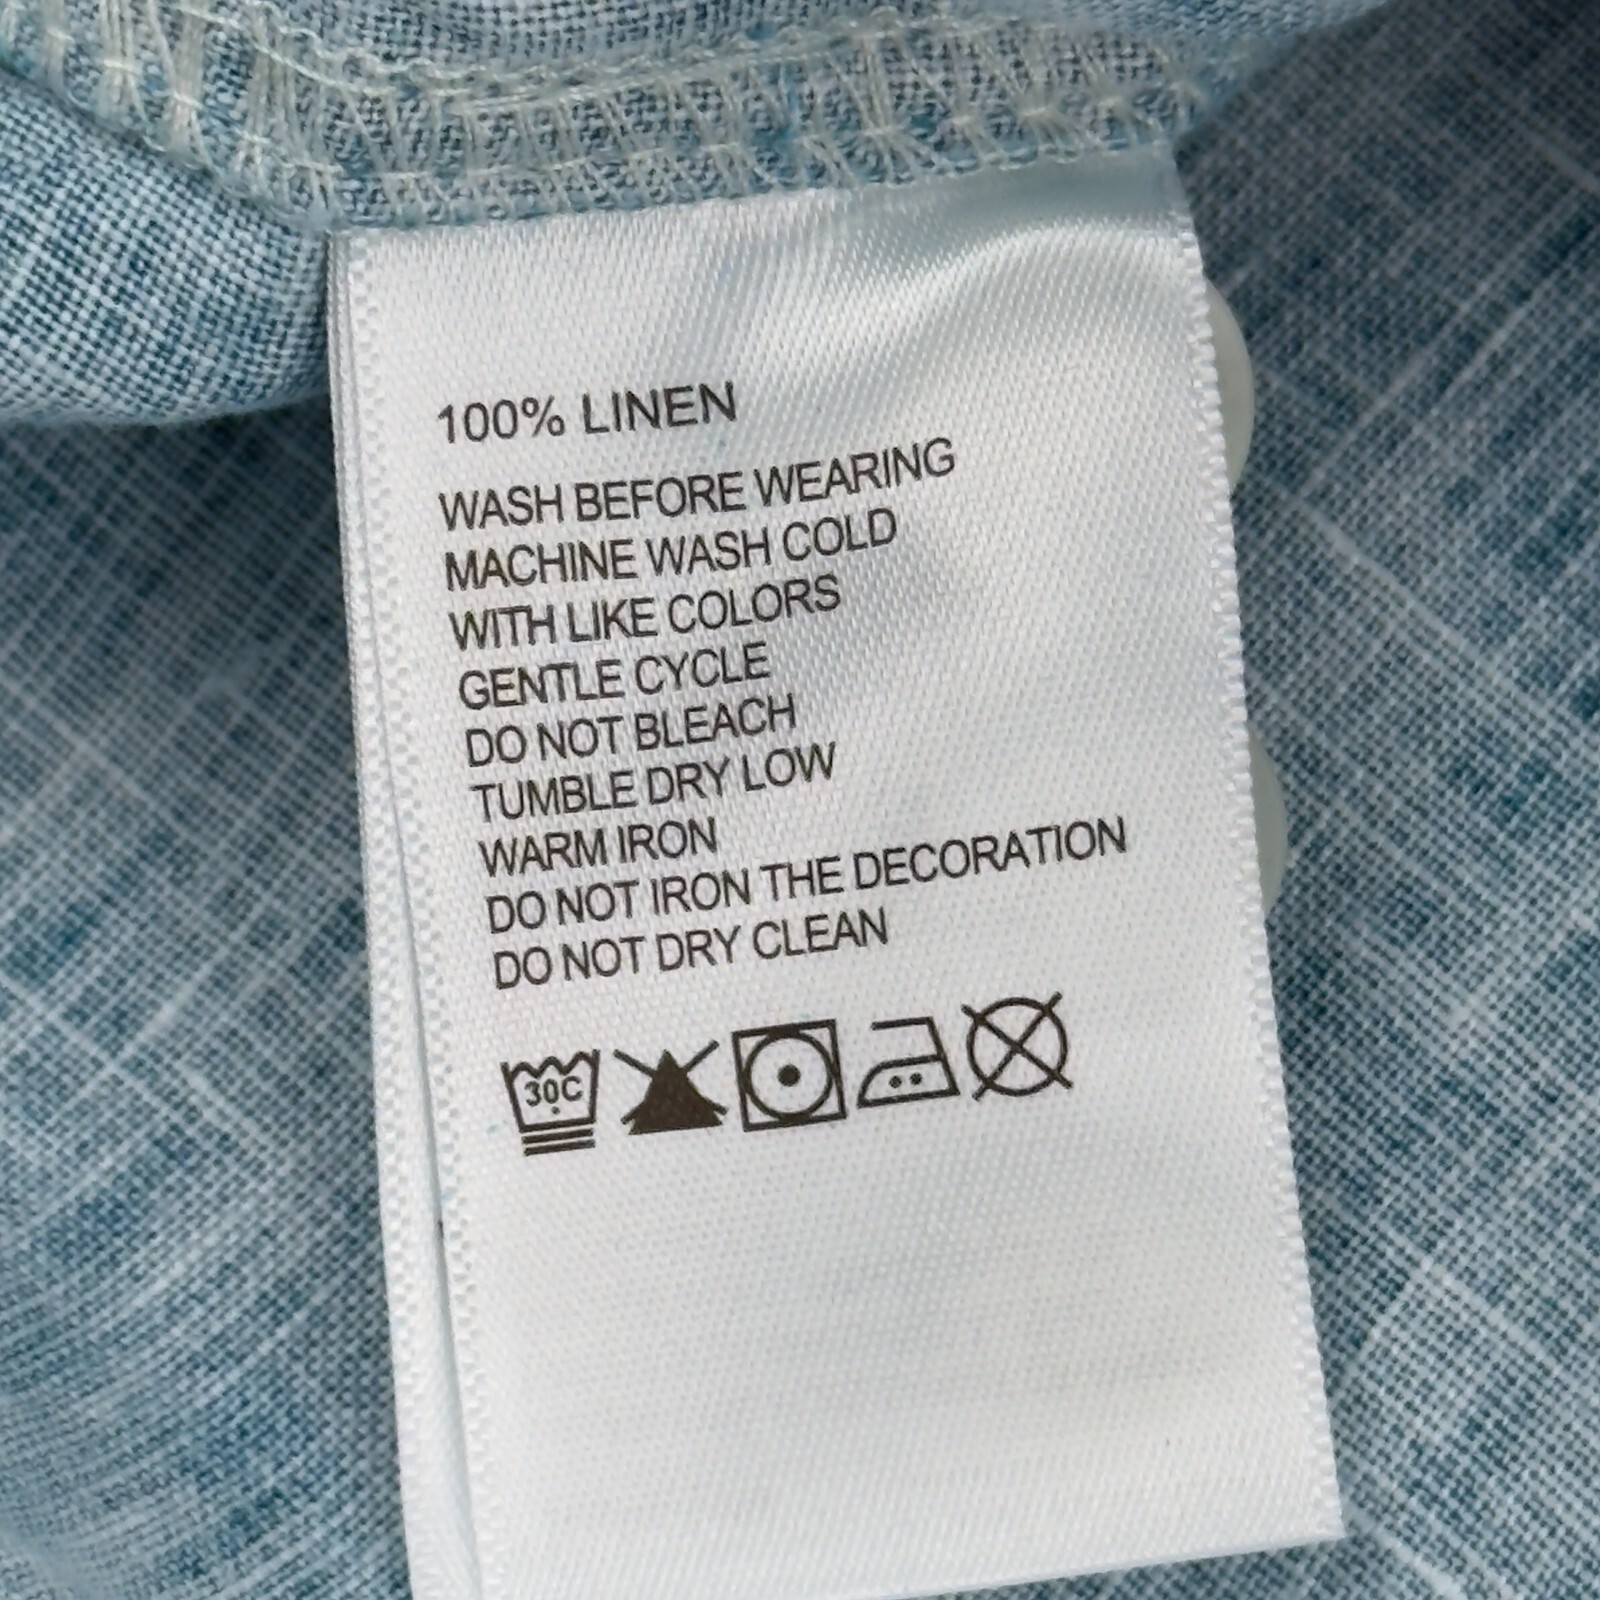 100% LINEN
WASH BEFORE WEARING
MACHINE WASH COLD
WITH LIKE COLORS
GENTLE CYCLE
DO NOT BLEACH
TUMBLE DRY LOW
WARM IRON
DO NOT IRON THE DECORATION
DO NOT DRY CLEAN
30C